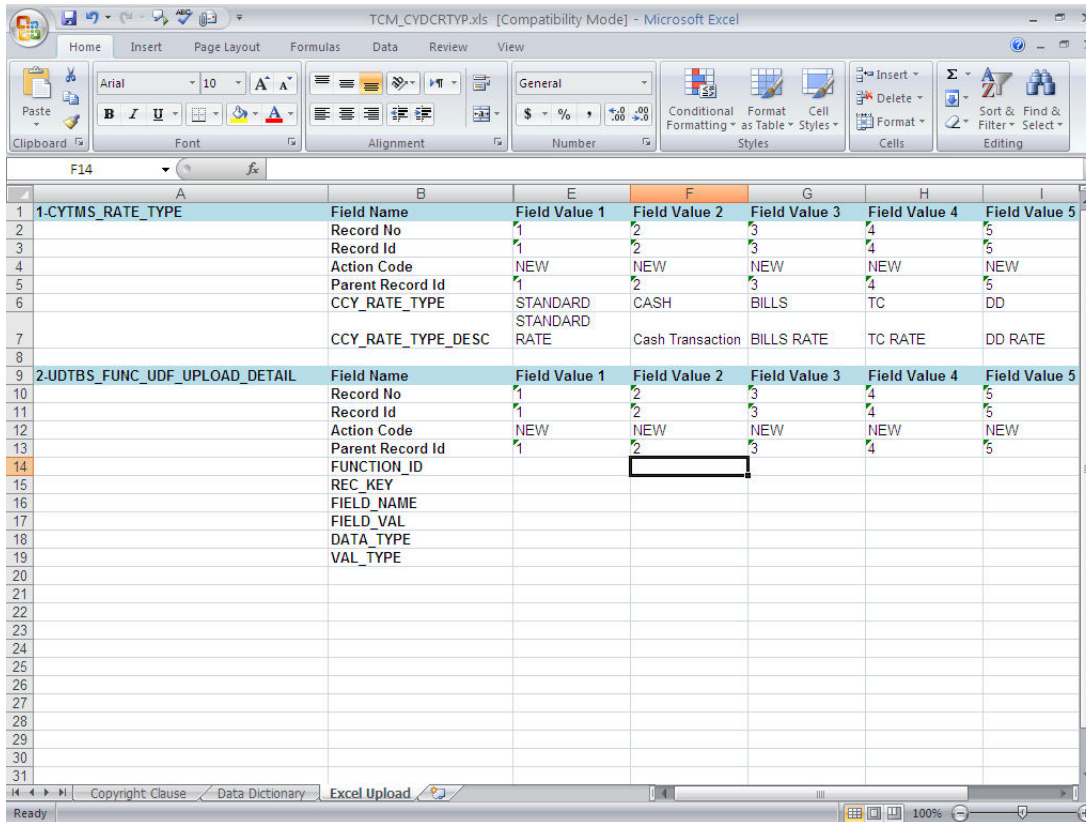 TCM_CYDCRTYP.xls [Compatibility Mode] - Microsoft Excel
Home Insert Page Layout Formulas Data Review View
Paste Arial 10 A A General Conditional Formatting Format as Table Cell Styles Insert Delete Format Sort & Filter Find & Select
B I U A $ % , .0 .00 .00 .0 Σ
Clipboard Font Alignment Number Styles Cells Editing
F14 fx
A B E F G H I
1 1-CYTMS_RATE_TYPE Field Name Field Value 1 Field Value 2 Field Value 3 Field Value 4 Field Value 5
2 Record No 1 2 3 4 5
3 Record Id 1 2 3 4 5
4 Action Code NEW NEW NEW NEW NEW
5 Parent Record Id 1 2 3 4 5
6 CCY_RATE_TYPE STANDARD CASH BILLS TC DD
7 CCY_RATE_TYPE_DESC STANDARD RATE Cash Transaction BILLS RATE TC RATE DD RATE
8
9 2-UDTBS_FUNC_UDF_UPLOAD_DETAIL Field Name Field Value 1 Field Value 2 Field Value 3 Field Value 4 Field Value 5
10 Record No 1 2 3 4 5
11 Record Id 1 2 3 4 5
12 Action Code NEW NEW NEW NEW NEW
13 Parent Record Id 1 2 3 4 5
14 FUNCTION_ID
15 REC_KEY
16 FIELD_NAME
17 FIELD_VAL
18 DATA_TYPE
19 VAL_TYPE
20
21
22
23
24
25
26
27
28
29
30
31
Copyright Clause Data Dictionary Excel Upload
Ready 100%